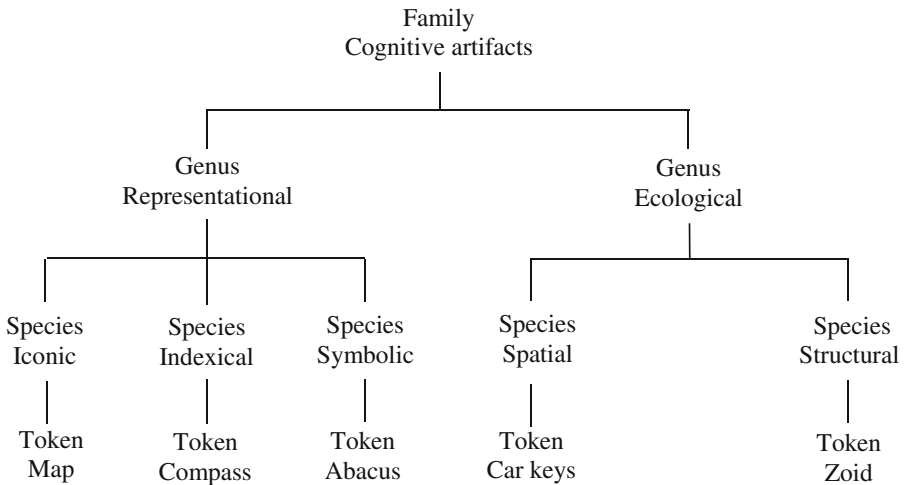 Family
Cognitive artifacts
Genus
Representational
Genus
Ecological
Species
Iconic
Species
Indexical
Species
Symbolic
Species
Spatial
Species
Structural
Token
Map
Token
Compass
Token
Abacus
Token
Car keys
Token
Zoid